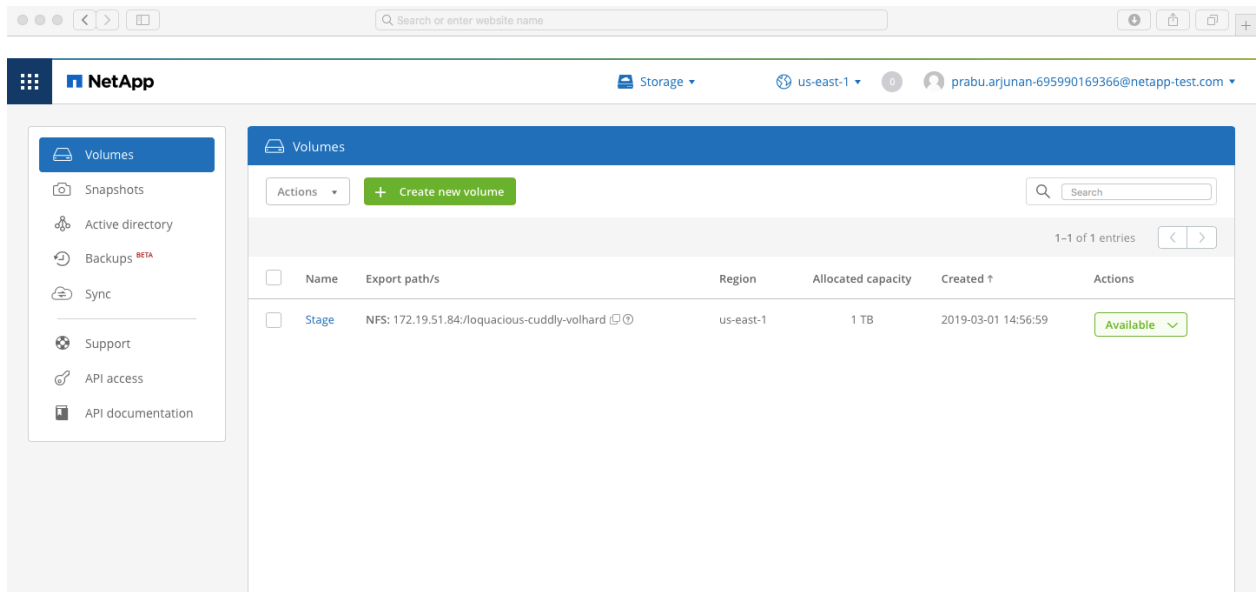 Search or enter website name
NetApp
Storage
us-east-1
0
prabu.arjunan-695990169366@netapp-test.com
Volumes
Snapshots
Active directory
Backups BETA
Sync
Support
API access
API documentation
Volumes
Actions
+ Create new volume
Search
1–1 of 1 entries
Name Export path/s Region Allocated capacity Created ↑ Actions
Stage NFS: 172.19.51.84:/loquacious-cuddly-volhard us-east-1 1 TB 2019-03-01 14:56:59 Available